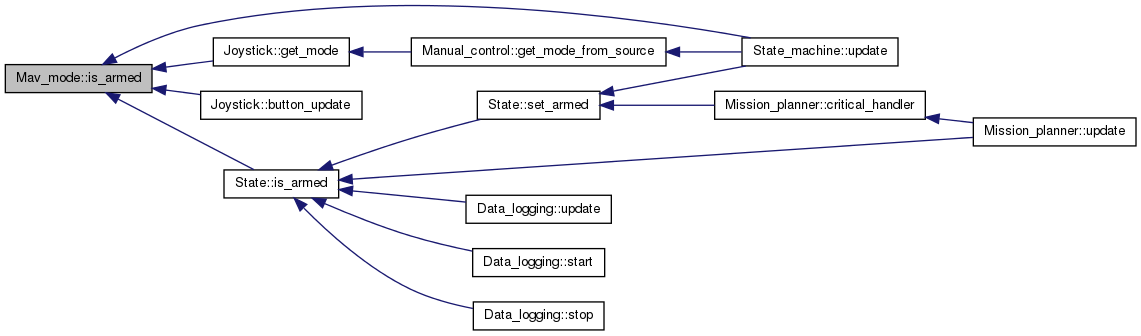 Mav_mode::is_armed
Joystick::get_mode
Manual_control::get_mode_from_source
State_machine::update
Joystick::button_update
State::set_armed
Mission_planner::critical_handler
Mission_planner::update
State::is_armed
Data_logging::update
Data_logging::start
Data_logging::stop